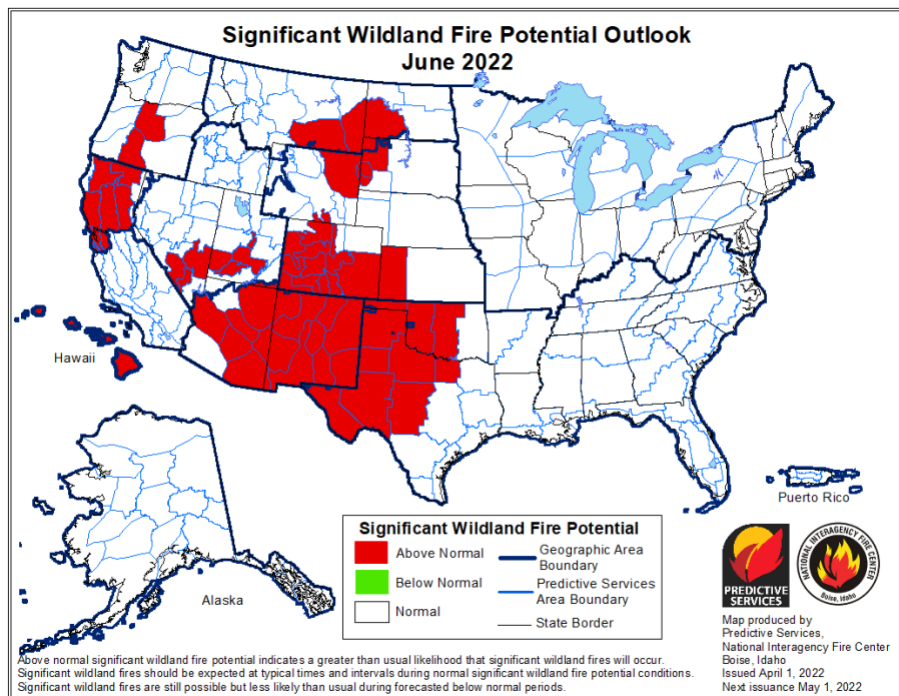 Significant Wildland Fire Potential Outlook
June 2022
Hawaii
Alaska
Puerto Rico
Significant Wildland Fire Potential
Above Normal
Below Normal
Normal
Geographic Area
Boundary
Predictive Services
Area Boundary
State Border
PREDICTIVE
SERVICES
NATIONAL INTERAGENCY FIRE CENTER
Boise, Idaho
Map produced by
Predictive Services,
National Interagency Fire Center
Boise, Idaho
Issued April 1, 2022
Next issuance May 1, 2022
Above normal significant wildland fire potential indicates a greater than usual likelihood that significant wildland fires will occur.
Significant wildland fires should be expected at typical times and intervals during normal significant wildland fire potential conditions.
Significant wildland fires are still possible but less likely than usual during forecasted below normal periods.